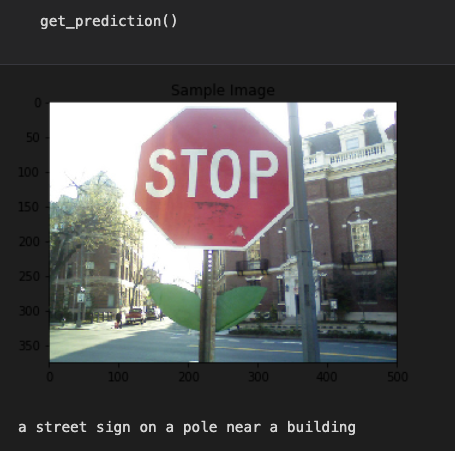 get_prediction()
Sample Image
0
50
100
150
200
250
300
350
STOP
0 100 200 300 400 500
a street sign on a pole near a building